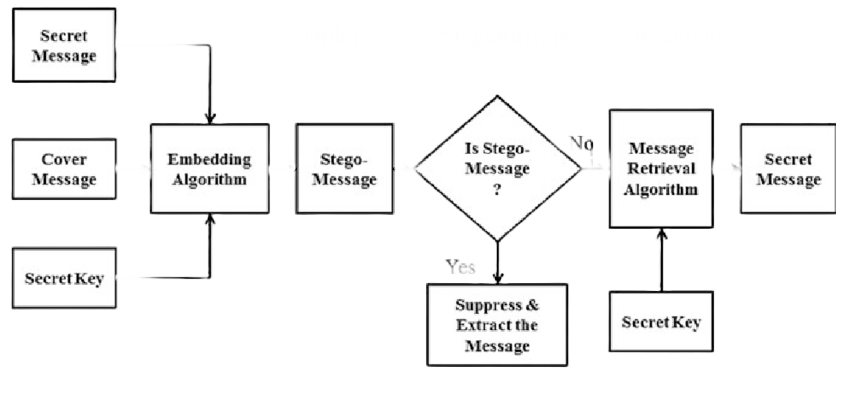 Secret
Message
Cover
Message
Secret Key
Embedding
Algorithm
Stego-
Message
Is Stego-
Message
?
No
Yes
Suppress &
Extract the
Message
Message
Retrieval
Algorithm
Secret Key
Secret
Message